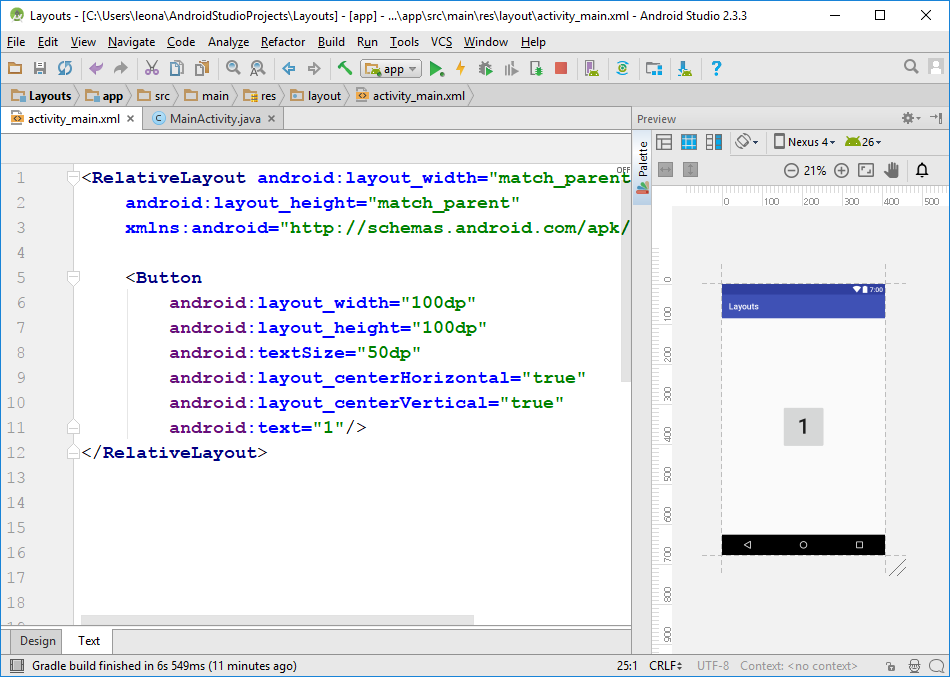 Layouts - [C:\Users\leona\AndroidStudioProjects\Layouts] - [app] - ...\app\src\main\res\layout\activity_main.xml - Android Studio 2.3.3
File Edit View Navigate Code Analyze Refactor Build Run Tools VCS Window Help
app
Layouts app src main res layout activity_main.xml
activity_main.xml MainActivity.java Preview
Palette
Nexus 4 26
21%
OFF
0 100 200 300 400 500
1 <RelativeLayout android:layout_width="match_parent
2 android:layout_height="match_parent"
3 xmlns:android="http://schemas.android.com/apk/
4
5 <Button
6 android:layout_width="100dp"
7 android:layout_height="100dp"
8 android:textSize="50dp"
9 android:layout_centerHorizontal="true"
10 android:layout_centerVertical="true"
11 android:text="1"/>
12 </RelativeLayout>
13
14
15
16
17
18
0
100
200
300
400
500
600
700
800
900
7:00
Layouts
1
Design Text
Gradle build finished in 6s 549ms (11 minutes ago) 25:1 CRLF UTF-8 Context: <no context>